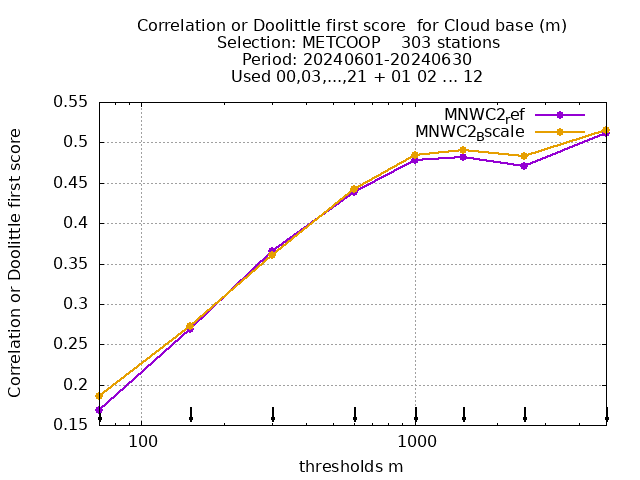 Correlation or Doolittle first score  for Cloud base (m)
Selection: METCOOP    303 stations
Period: 20240601-20240630
Used 00,03,...,21 + 01 02 ... 12
MNWC2ref
MNWC2Bscale
Correlation or Doolittle first score
0.55
0.5
0.45
0.4
0.35
0.3
0.25
0.2
0.15
100
1000
thresholds m